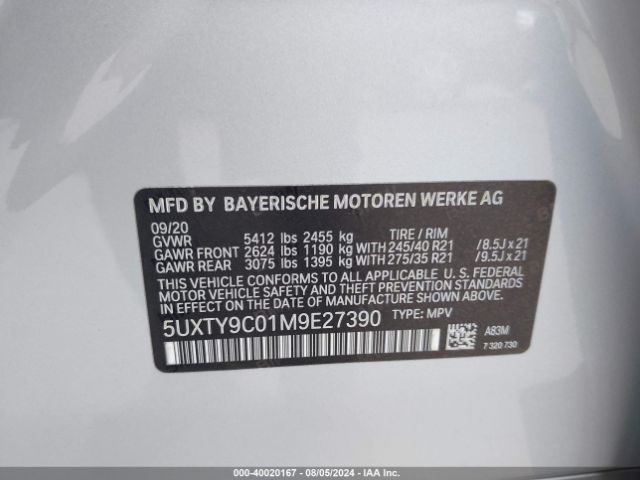 MFD BY BAYERISCHE MOTOREN WERKE AG
09/20
GVWR 5412 lbs 2455 kg TIRE / RIM
GAWR FRONT 2624 lbs 1190 kg WITH 245/40 R21 / 8.5J x 21
GAWR REAR 3075 lbs 1395 kg WITH 275/35 R21 / 9.5J x 21
THIS VEHICLE CONFORMS TO ALL APPLICABLE U. S. FEDERAL
MOTOR VEHICLE SAFETY AND THEFT PREVENTION STANDARDS
IN EFFECT ON THE DATE OF MANUFACTURE SHOWN ABOVE.
5UXTY9C01M9E27390 TYPE: MPV
A83M
7 320 730
000-40020167 - 08/05/2024 - IAA Inc.